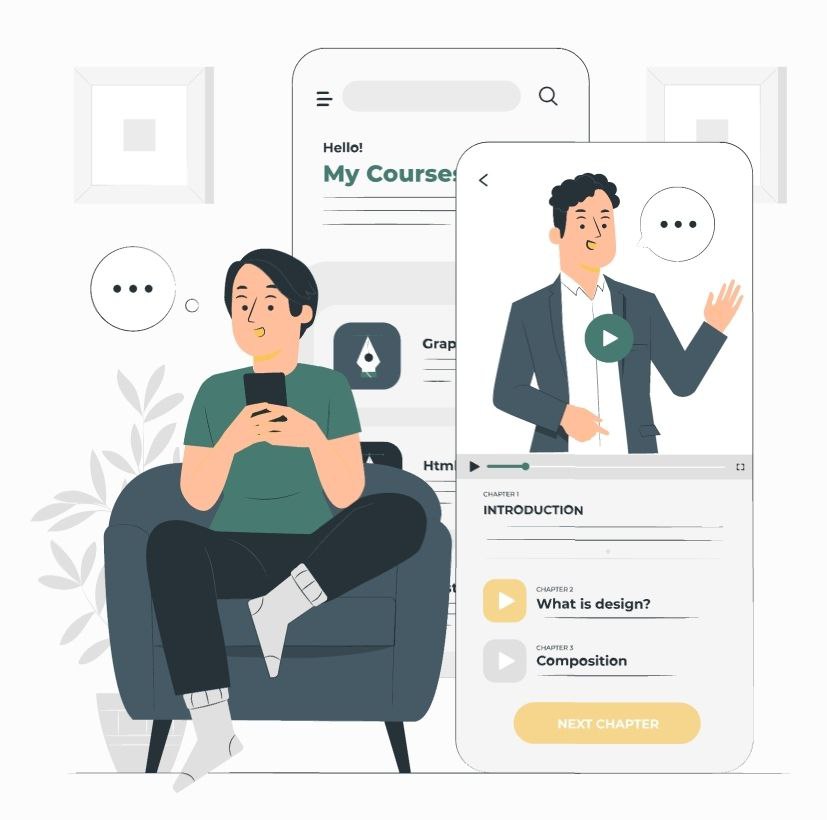 Hello!
My Courses
Grap
Html
CHAPTER 1
INTRODUCTION
CHAPTER 2
What is design?
CHAPTER 3
Composition
NEXT CHAPTER